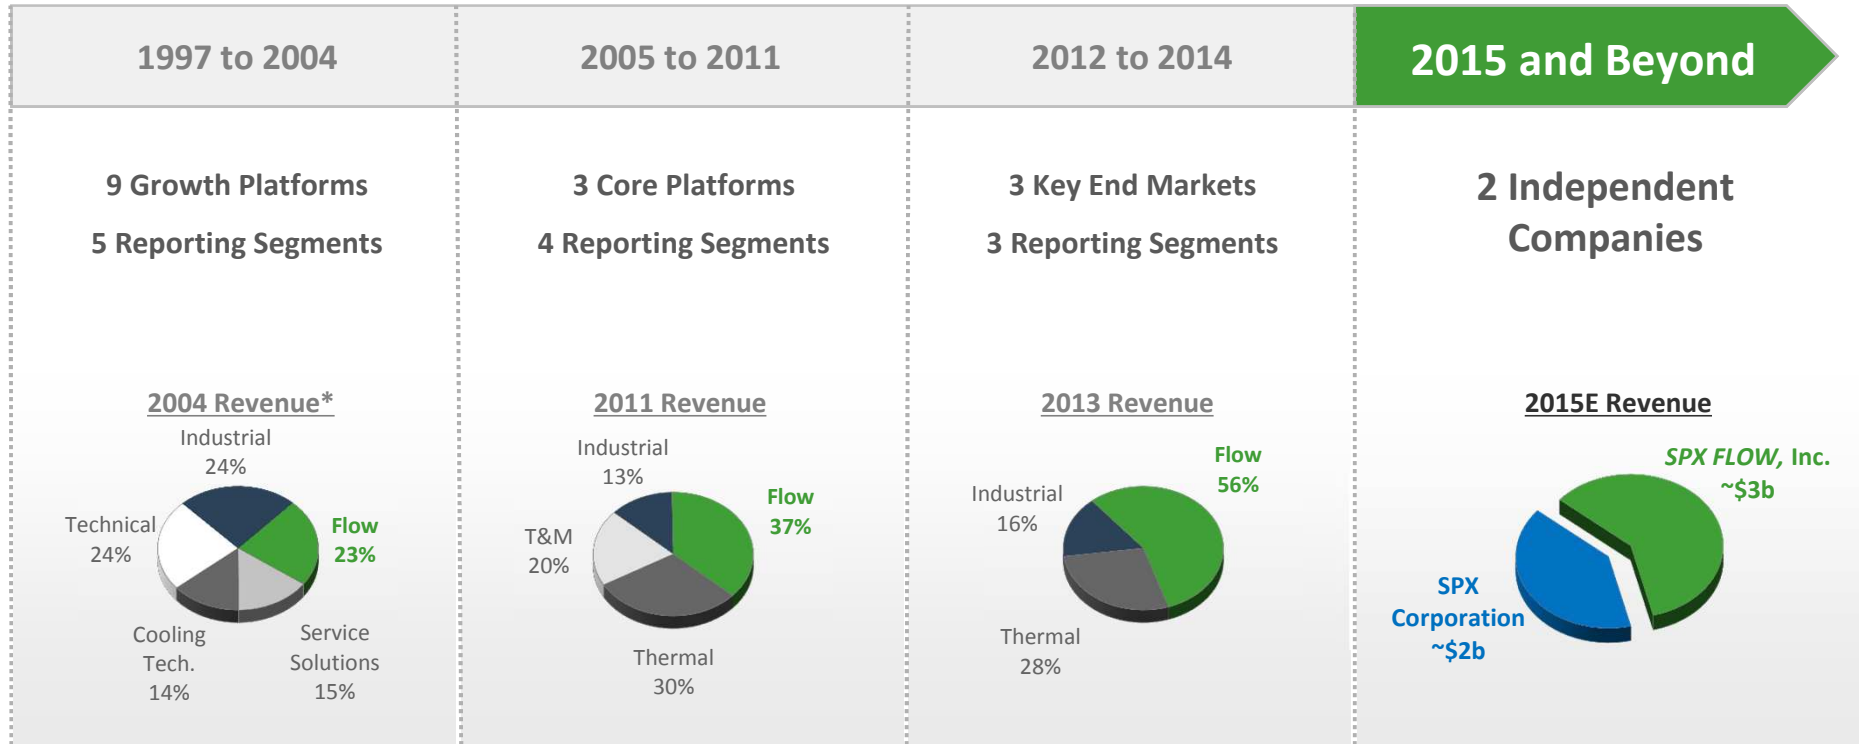 1997 to 2004
2005 to 2011
2012 to 2014
2015 and Beyond
9 Growth Platforms
5 Reporting Segments
3 Core Platforms
4 Reporting Segments
3 Key End Markets
3 Reporting Segments
2 Independent
Companies
2004 Revenue*
Industrial
24%
Technical
24%
Flow
23%
Cooling
Tech.
14%
Service
Solutions
15%
2011 Revenue
Industrial
13%
Flow
37%
T&M
20%
Thermal
30%
2013 Revenue
Flow
56%
Industrial
16%
Thermal
28%
2015E Revenue
SPX FLOW, Inc.
~$3b
SPX
Corporation
~$2b